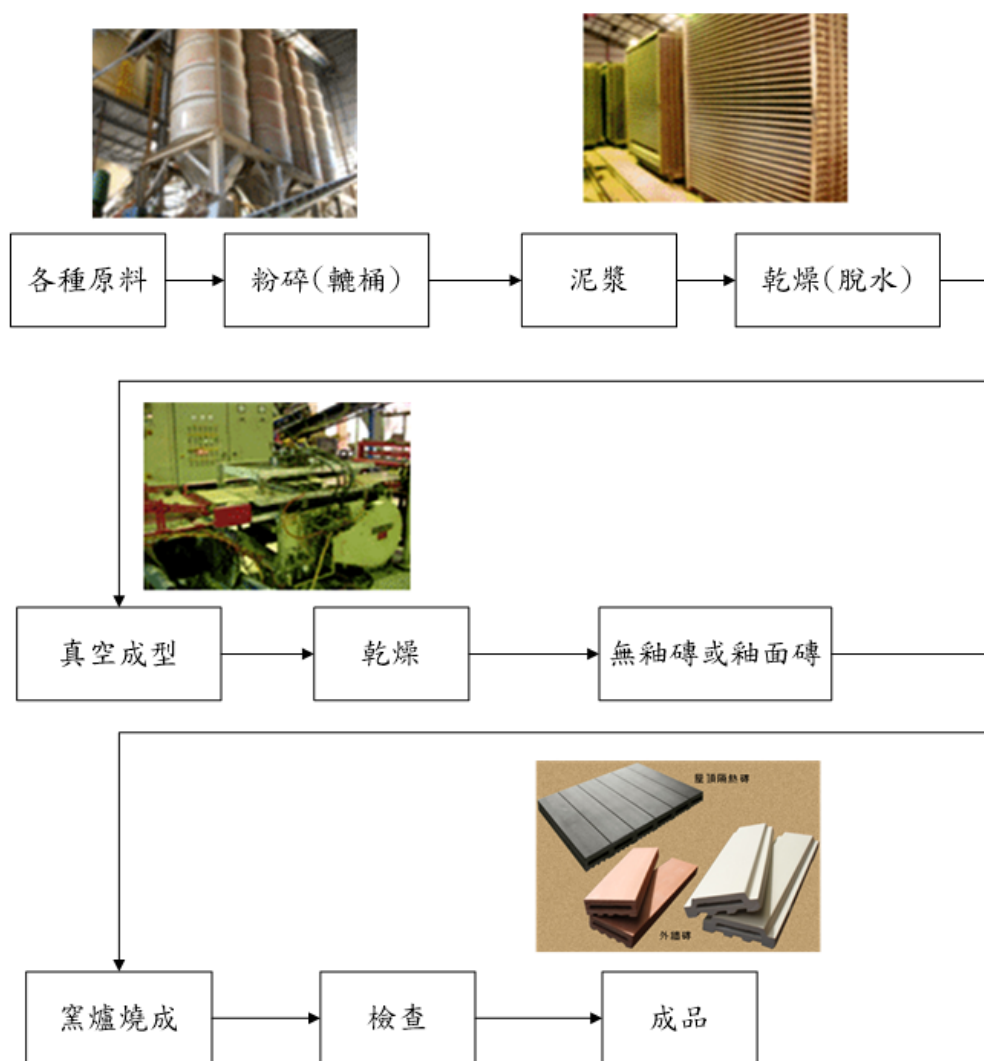 各種原料
粉碎(轆桶)
泥漿
乾燥(脫水)
真空成型
乾燥
無釉磚或釉面磚
屋頂隔熱磚
外牆磚
窯爐燒成
檢查
成品